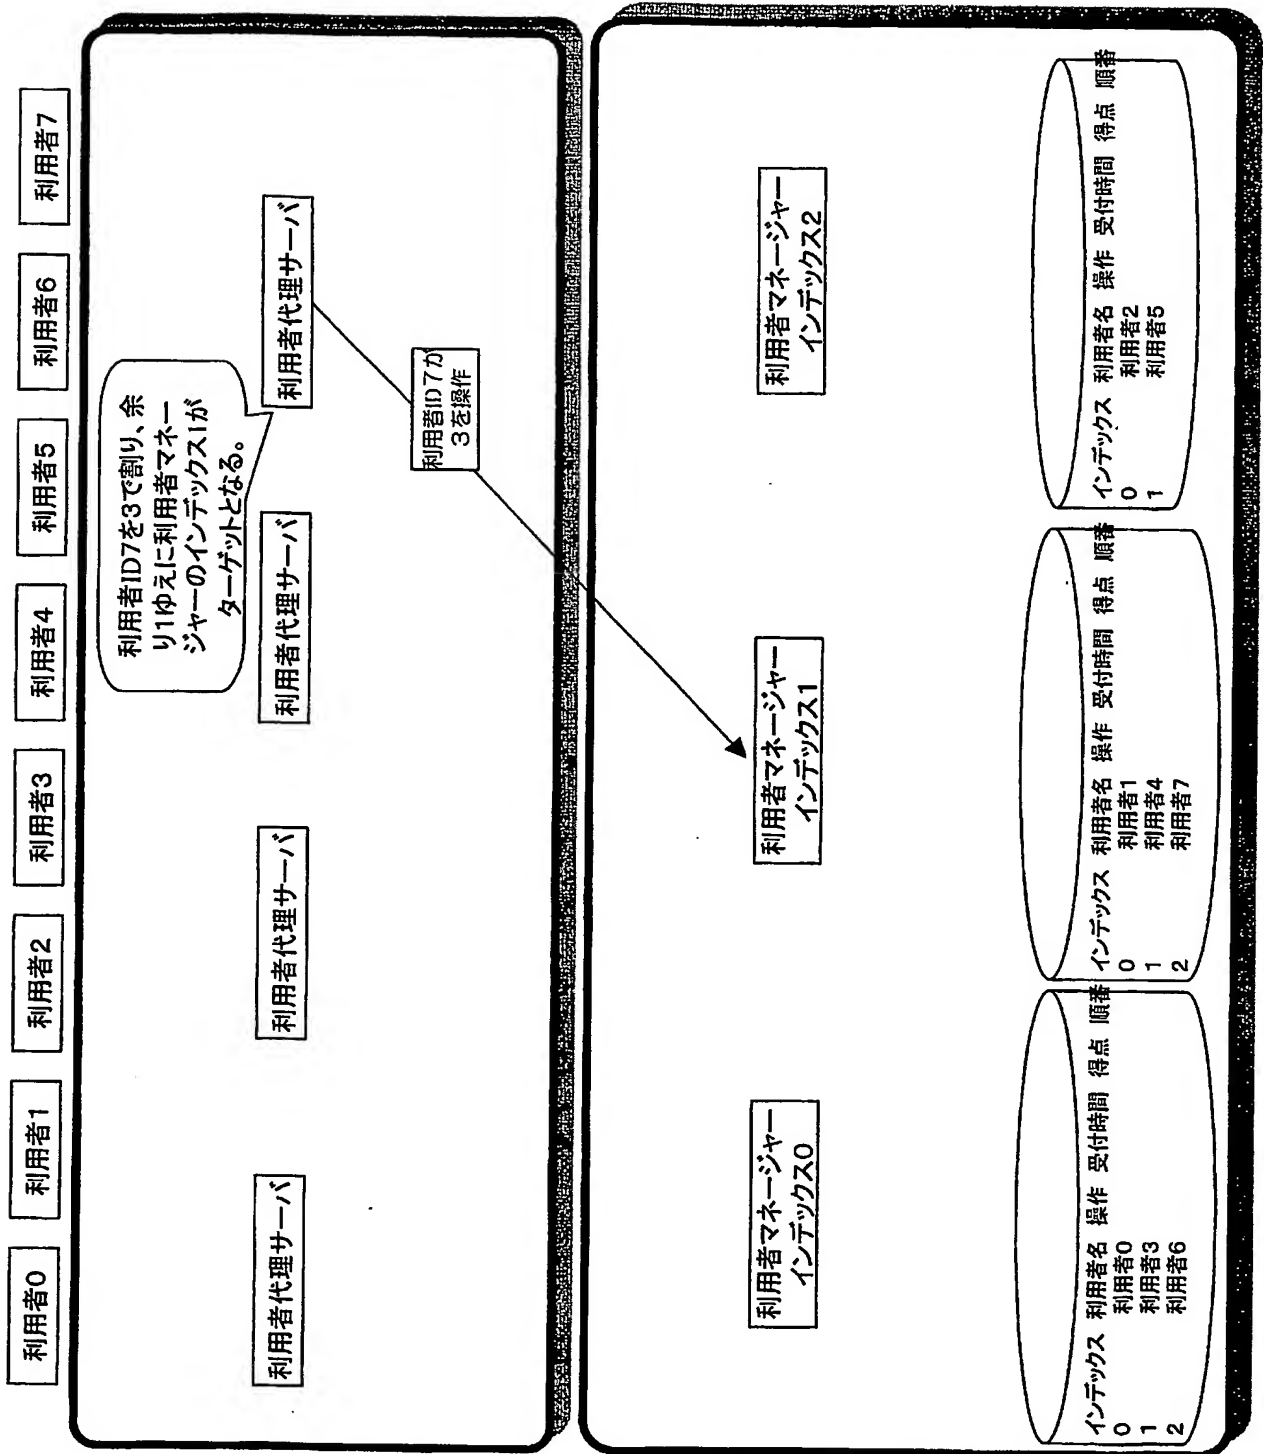 利用者0
利用者1
利用者2
利用者3
利用者4
利用者5
利用者6
利用者7
利用者ID7を3で割り、余
り1ゆえに利用者マネー
ジャーのインデックス1が
ターゲットとなる。
利用者代理サーバ
利用者代理サーバ
利用者代理サーバ
利用者代理サーバ
利用者ID7が
3を操作
利用者マネージャー
インデックス0
利用者マネージャー
インデックス1
利用者マネージャー
インデックス2
インデックス 利用者名 操作 受付時間 得点 順番
0 利用者0
1 利用者3
2 利用者6
インデックス 利用者名 操作 受付時間 得点 順番
0 利用者1
1 利用者4
2 利用者7
インデックス 利用者名 操作 受付時間 得点 順番
0 利用者2
1 利用者5